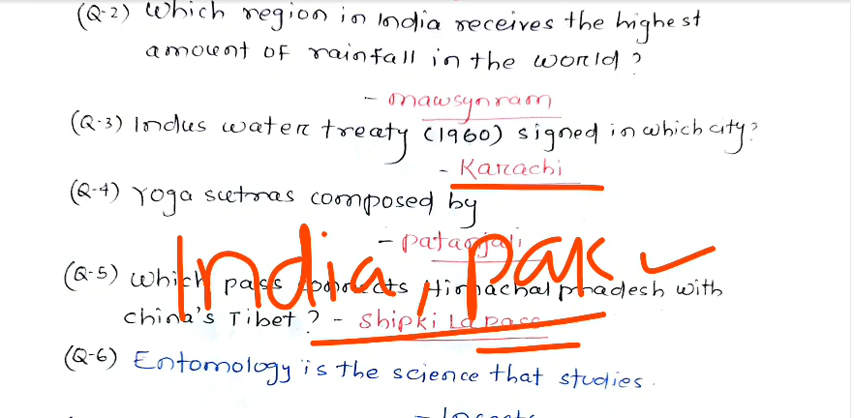 (Q-2) Which region in India receives the highest
amount of rainfall in the world?
- mawsynram
(Q-3) Indus water treaty (1960) signed in which city?
- Karachi
(Q-4) Yoga sutras composed by
- patanjali
India, pak
(Q-5) which pass connects Himachal pradesh with
china's Tibet? - Shipki La pass
(Q-6) Entomology is the science that studies.
- Insects